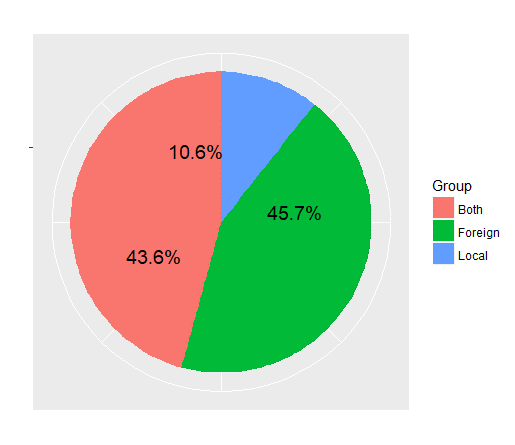 10.6%
45.7%
43.6%
Group
Both
Foreign
Local